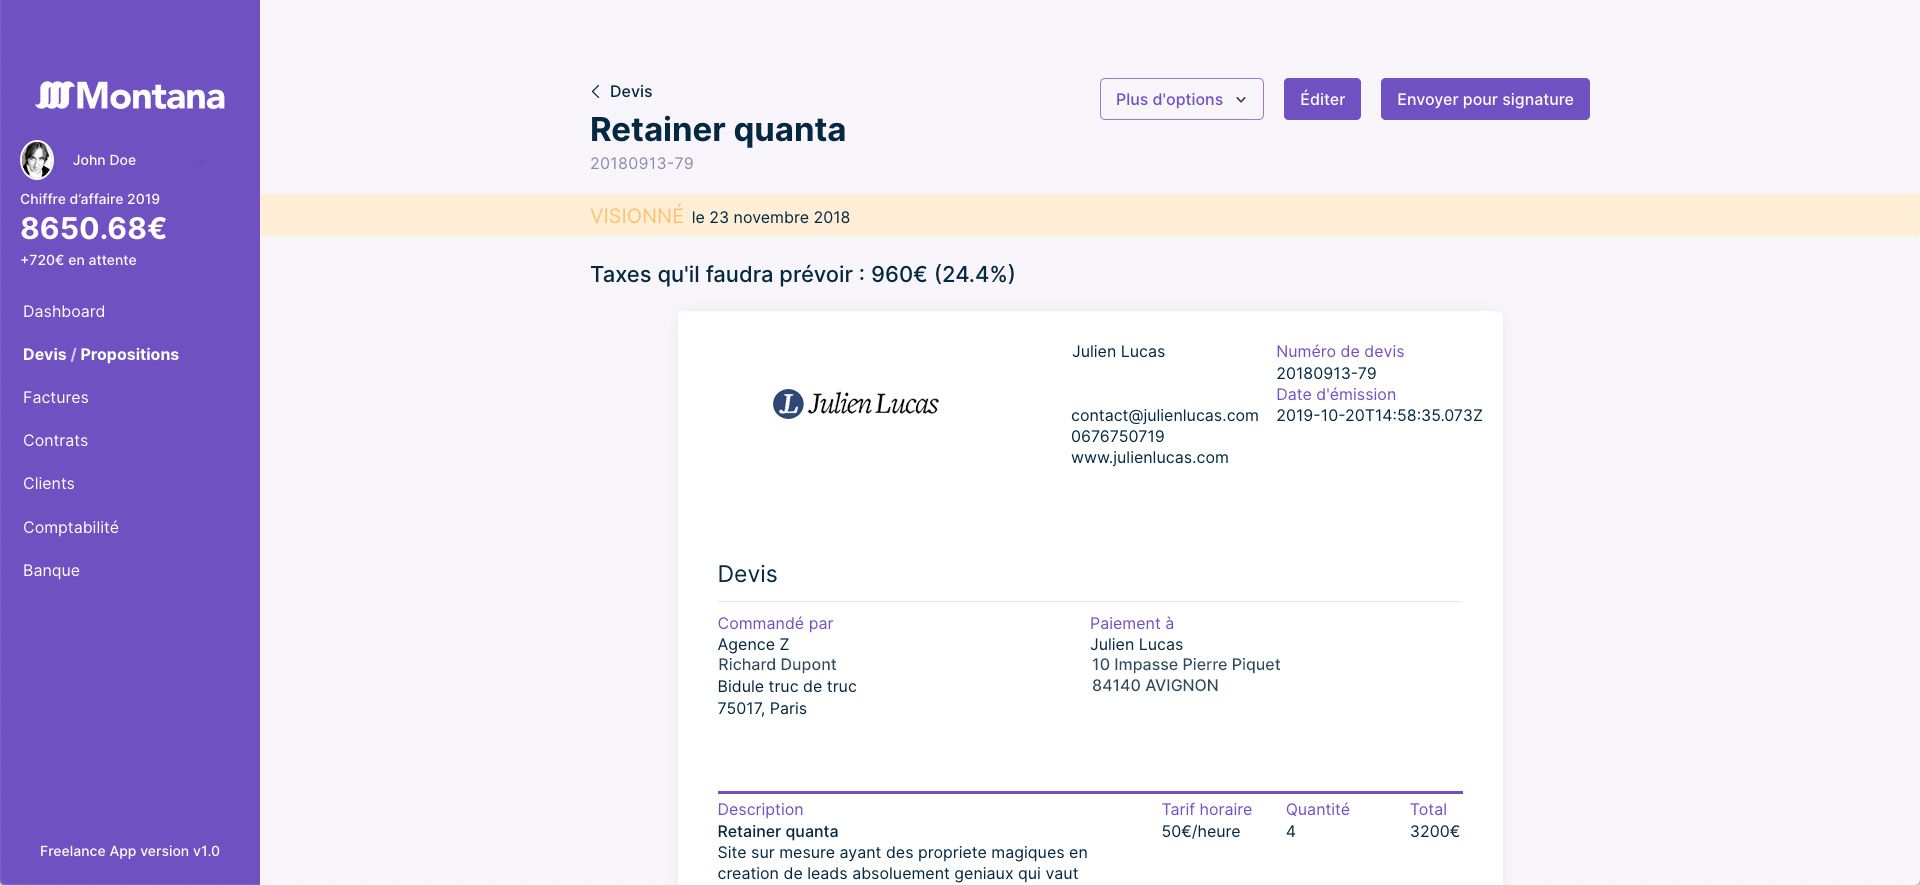 Montana
John Doe
Chiffre d’affaire 2019
8650.68€
+720€ en attente
Dashboard
Devis / Propositions
Factures
Contrats
Clients
Comptabilité
Banque
Freelance App version v1.0
Devis
Retainer quanta
20180913-79
Plus d'options
Éditer
Envoyer pour signature
VISIONNÉ le 23 novembre 2018
Taxes qu'il faudra prévoir : 960€ (24.4%)
L Julien Lucas
Julien Lucas
contact@julienlucas.com
0676750719
www.julienlucas.com
Numéro de devis
20180913-79
Date d'émission
2019-10-20T14:58:35.073Z
Devis
Commandé par
Agence Z
Richard Dupont
Bidule truc de truc
75017, Paris
Paiement à
Julien Lucas
10 Impasse Pierre Piquet
84140 AVIGNON
Description Tarif horaire Quantité Total
Retainer quanta 50€/heure 4 3200€
Site sur mesure ayant des propriete magiques en
creation de leads absoluement geniaux qui vaut